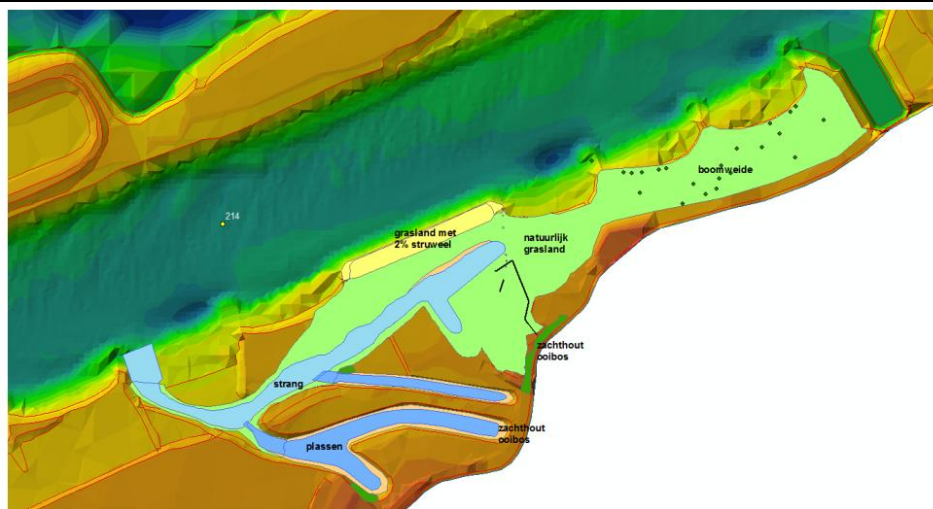 boomweide
214
grasland met
2% struweel
natuurlijk
grasland
zachthout
ooibos
strang
zachthout
ooibos
plassen